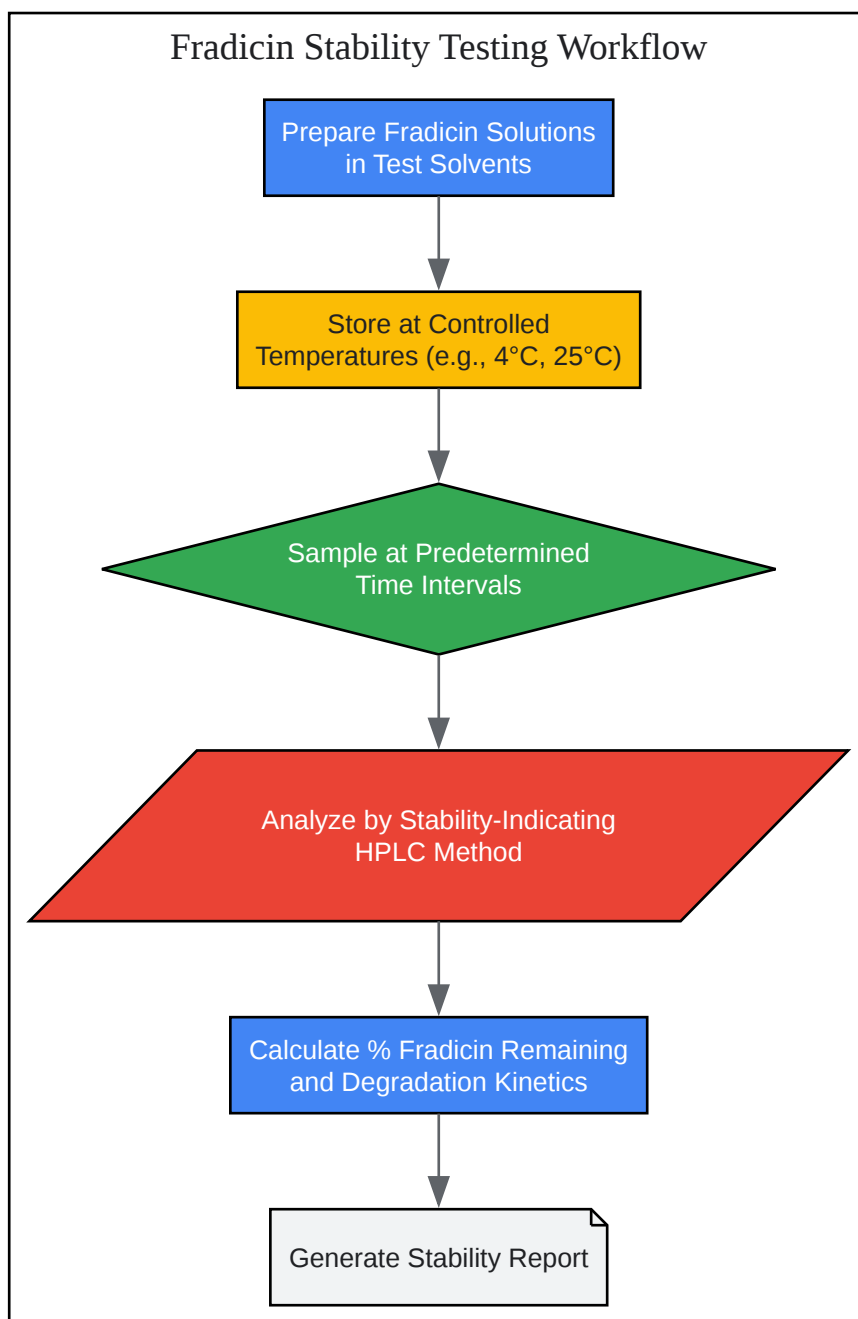 Fradicin Stability Testing Workflow
Prepare Fradicin Solutions
in Test Solvents
Store at Controlled
Temperatures (e.g., 4°C, 25°C)
Sample at Predetermined
Time Intervals
Analyze by Stability-Indicating
HPLC Method
Calculate % Fradicin Remaining
and Degradation Kinetics
Generate Stability Report